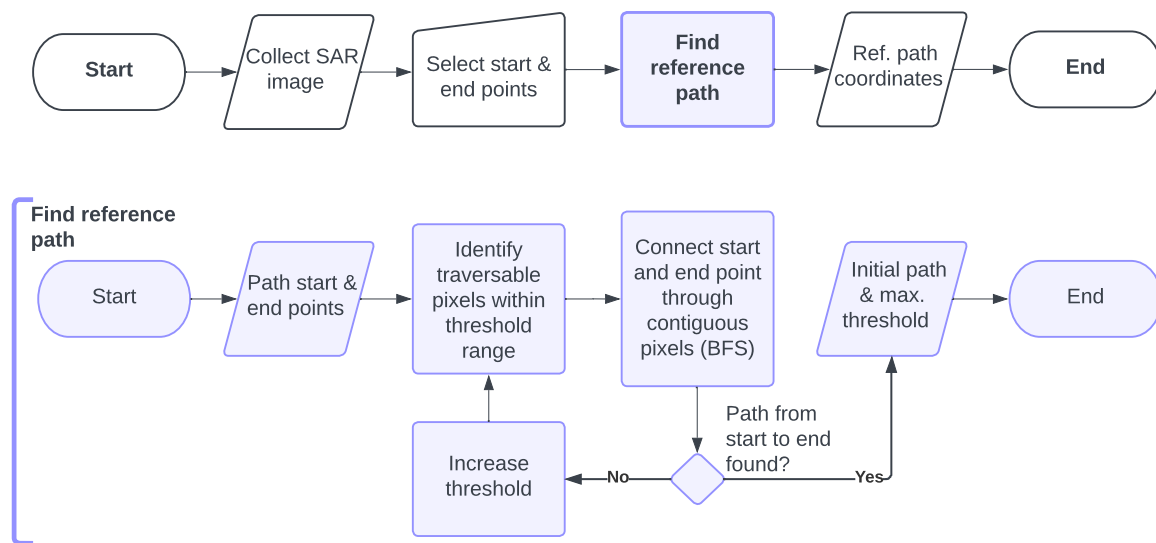 Start
Collect SAR
image
Select start &
end points
Find
reference
path
Ref. path
coordinates
End
Find reference
path
Start
Path start &
end points
Identify
traversable
pixels within
threshold
range
Connect start
and end point
through
contiguous
pixels (BFS)
Initial path
& max.
threshold
End
Path from
start to end
found?
Increase
threshold
No
Yes